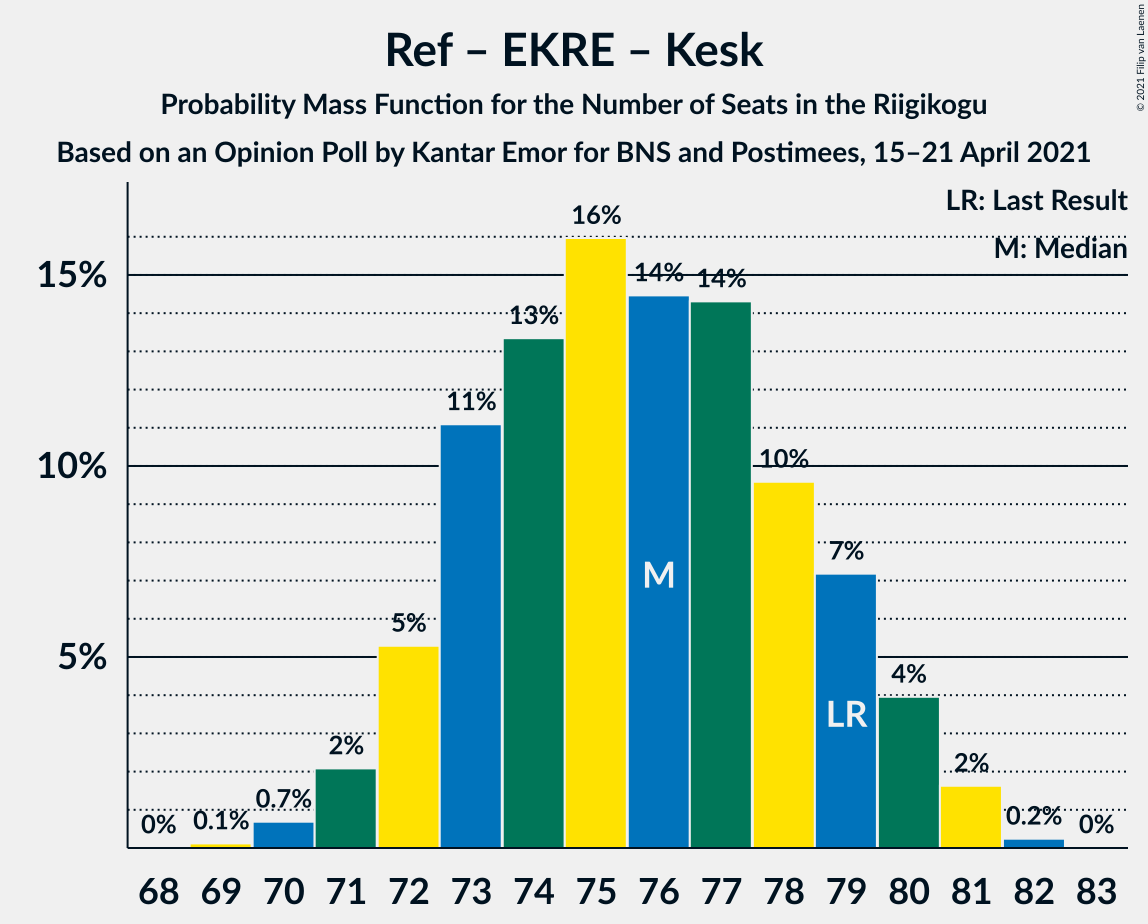 Ref – EKRE – Kesk
Probability Mass Function for the Number of Seats in the Riigikogu
Based on an Opinion Poll by Kantar Emor for BNS and Postimees, 15–21 April 2021
© 2021 Filip van Laenen
LR: Last Result
M: Median
15%
10%
5%
0%
0.1%
0.7%
2%
5%
11%
13%
16%
14%
14%
10%
7%
4%
2%
0.2%
0%
M
LR
68 69 70 71 72 73 74 75 76 77 78 79 80 81 82 83